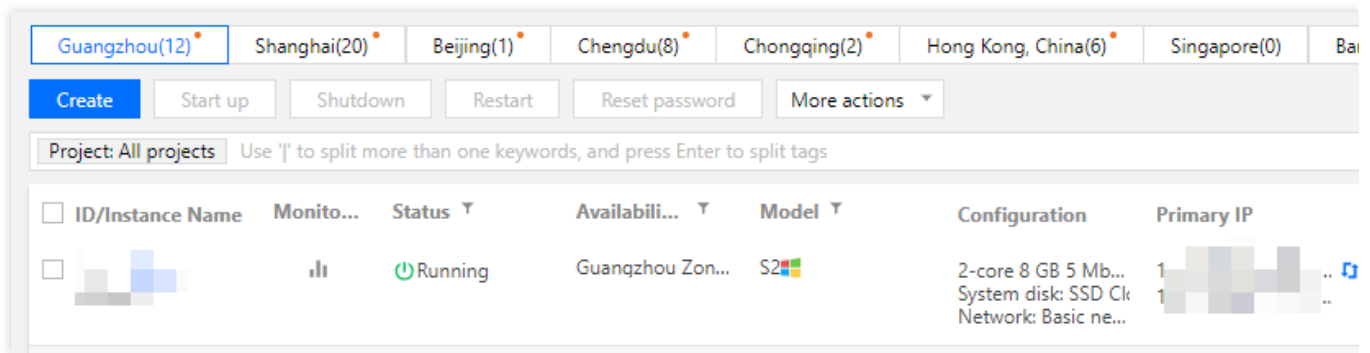 Guangzhou(12) Shanghai(20) Beijing(1) Chengdu(8) Chongqing(2) Hong Kong, China(6) Singapore(0)
Create Start up Shutdown Restart Reset password More actions
Project: All projects Use '|' to split more than one keywords, and press Enter to split tags
ID/Instance Name Monito... Status Availabili... Model Configuration Primary IP
Running Guangzhou Zon... S2 2-core 8 GB 5 Mb...
System disk: SSD Clo
Network: Basic ne...